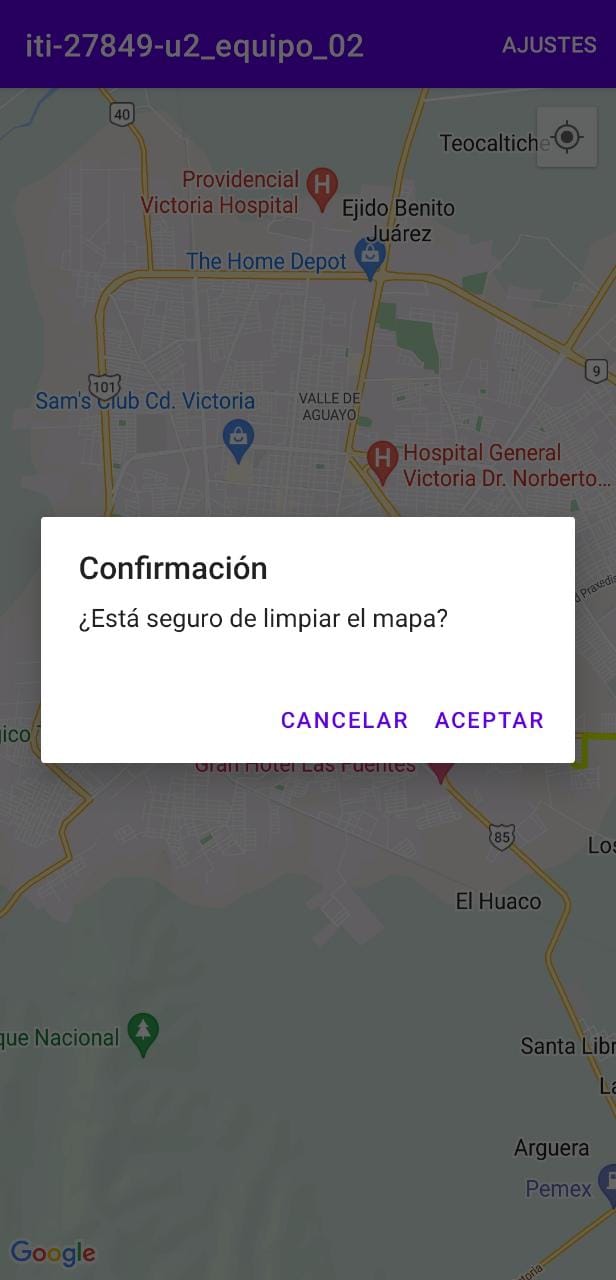 iti-27849-u2_equipo_02
AJUSTES
40
Teocaltiche
Providencial
Victoria Hospital
Ejido Benito
Juárez
The Home Depot
9
101
Sam's Club Cd. Victoria
VALLE DE
AGUAYO
Hospital General
Victoria Dr. Norberto...
Confirmación
¿Está seguro de limpiar el mapa?
CANCELAR
ACEPTAR
gico
Gran Hotel Las Fuentes
85
Los
El Huaco
que Nacional
Santa Libr
La
Arguera
Pemex
Google